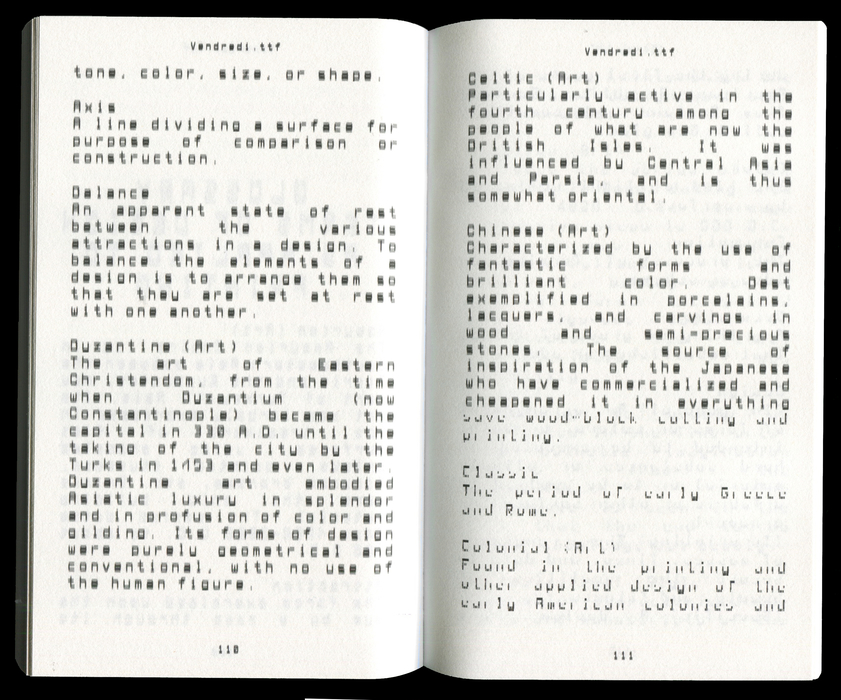 Vendredi.ttf
tone, color, size, or shape.
Axis
A line dividing a surface for
purpose of comparison or
construction.
Balance
An apparent state of rest
between the various
attractions in a design. To
balance the elements of a
design is to arrange them so
that they are set at rest
with one another.
Byzantine (Art)
The art of Eastern
Christendom, from the time
when Byzantium (now
Constantinople) became the
capital in 330 A.D. until the
taking of the city by the
Turks in 1453 and even later.
Byzantine art embodied
Asiatic luxury in splendor
and in profusion of color and
gilding. Its forms of design
were purely geometrical and
conventional, with no use of
the human figure.
110
Vendredi.ttf
Celtic (Art)
Particularly active in the
fourth century among the
people of what are now the
British Isles. It was
influenced by Central Asia
and Persia, and is thus
somewhat oriental.
Chinese (Art)
Characterized by the use of
fantastic forms and
brilliant color. Best
exemplified in porcelains,
lacquers, and carvings in
wood and semi-precious
stones. The source of
inspiration of the Japanese
who have commercialized and
cheapened it in everything
save wood-block cutting and
printing.
Classic
The period of early Greece
and Rome.
Colonial (Art)
Found in the printing and
other applied design of the
early American colonies and
111